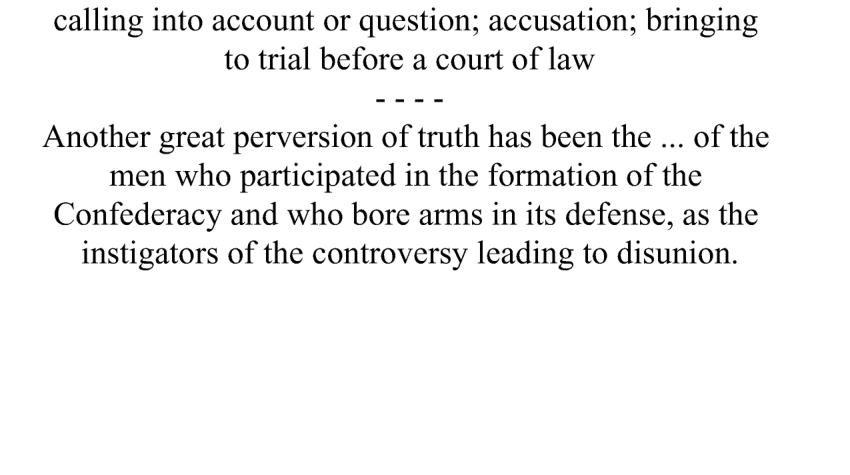 calling into account or question; accusation; bringing
to trial before a court of law
- - - -
Another great perversion of truth has been the ... of the
men who participated in the formation of the
Confederacy and who bore arms in its defense, as the
instigators of the controversy leading to disunion.